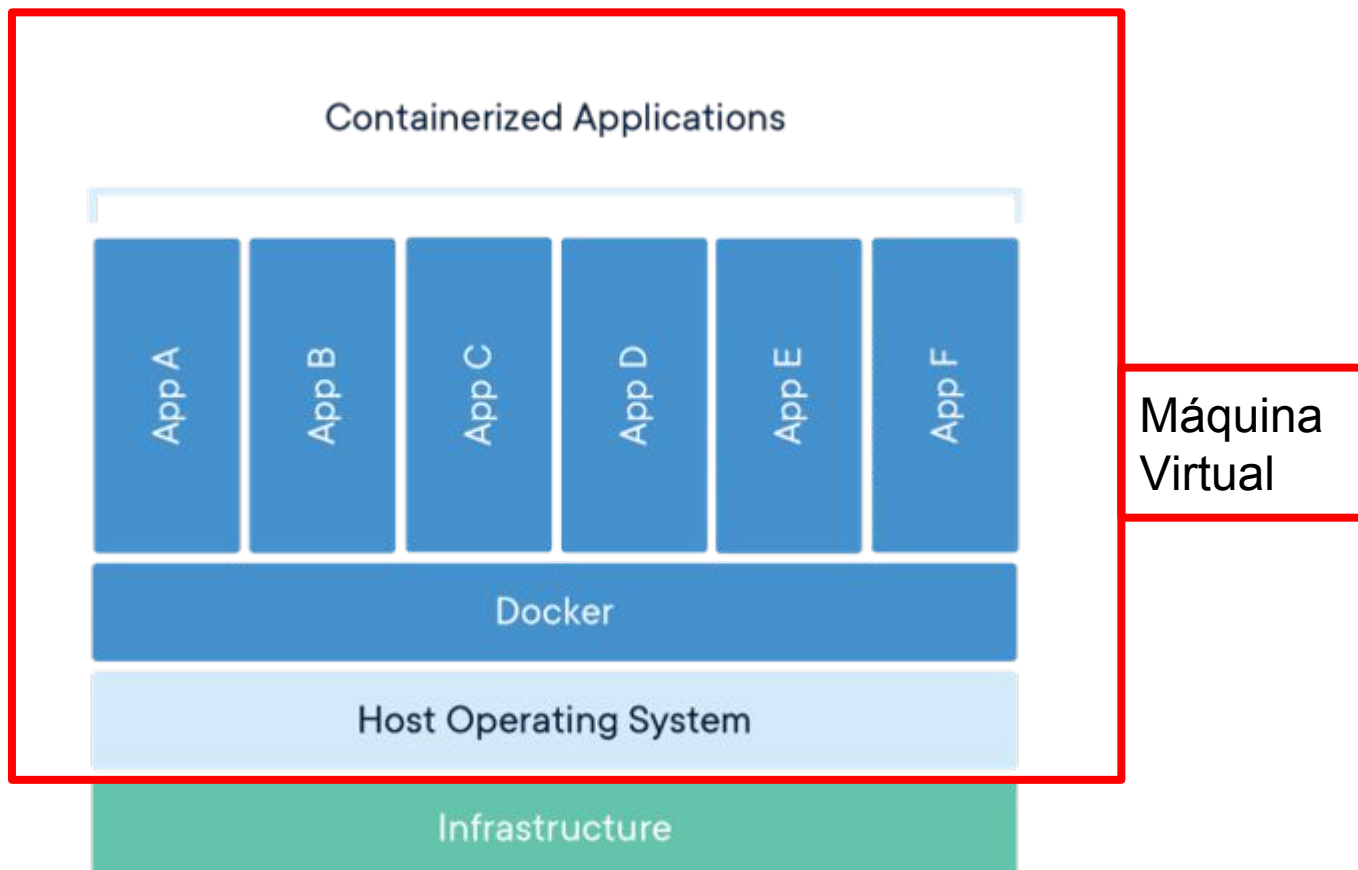 Containerized Applications
App A
App B
App C
App D
App E
App F
Máquina
Virtual
Docker
Host Operating System
Infrastructure